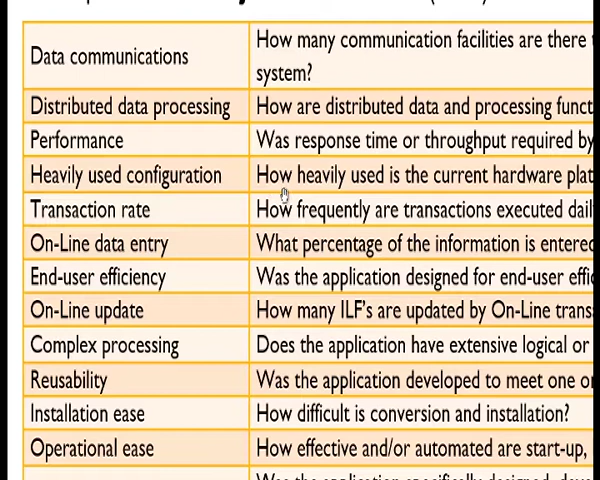 Data communications
How many communication facilities are there
system?
Distributed data processing
How are distributed data and processing funct
Performance
Was response time or throughput required by
Heavily used configuration
How heavily used is the current hardware plat
Transaction rate
How frequently are transactions executed dail
On-Line data entry
What percentage of the information is entered
End-user efficiency
Was the application designed for end-user effi
On-Line update
How many ILF's are updated by On-Line trans
Complex processing
Does the application have extensive logical or
Reusability
Was the application developed to meet one or
Installation ease
How difficult is conversion and installation?
Operational ease
How effective and/or automated are start-up,